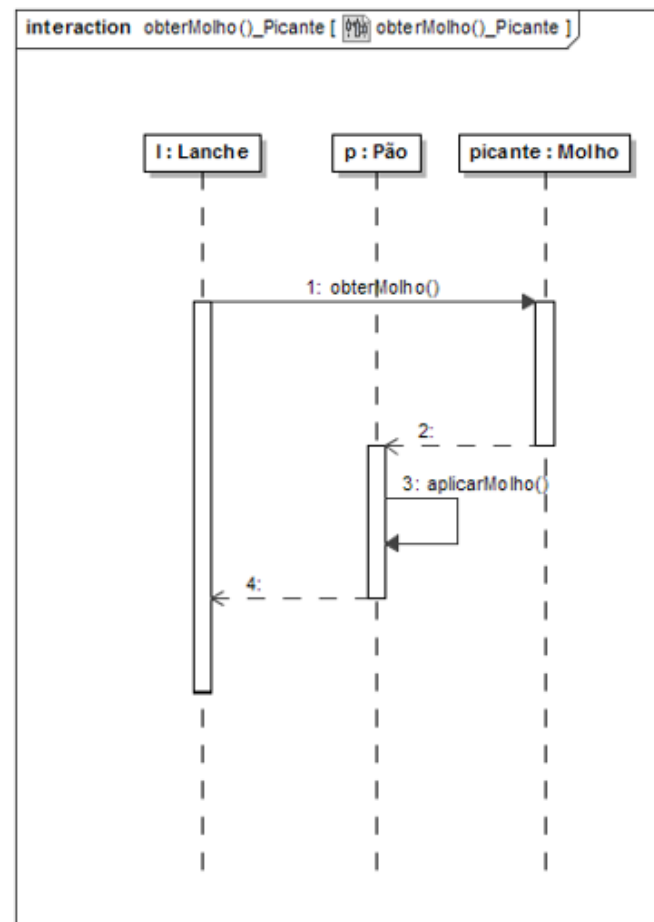 interaction obterMolho()_Picante [ obterMolho()_Picante ]
l : Lanche
p : Pão
picante : Molho
1: obterMolho()
2:
3: aplicarMolho()
4: